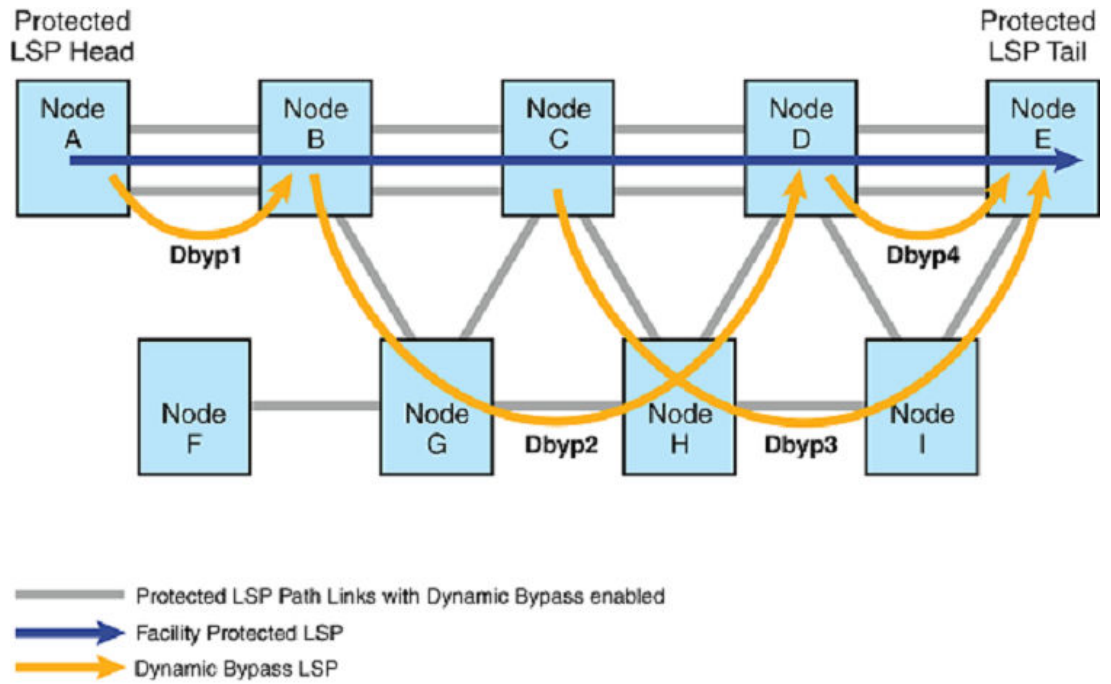 Protected
LSP Head
Protected
LSP Tail
Node
A
Node
B
Node
C
Node
D
Node
E
Dbyp1
Dbyp4
Node
F
Node
G
Node
H
Node
I
Dbyp2
Dbyp3
Protected LSP Path Links with Dynamic Bypass enabled
Facility Protected LSP
Dynamic Bypass LSP